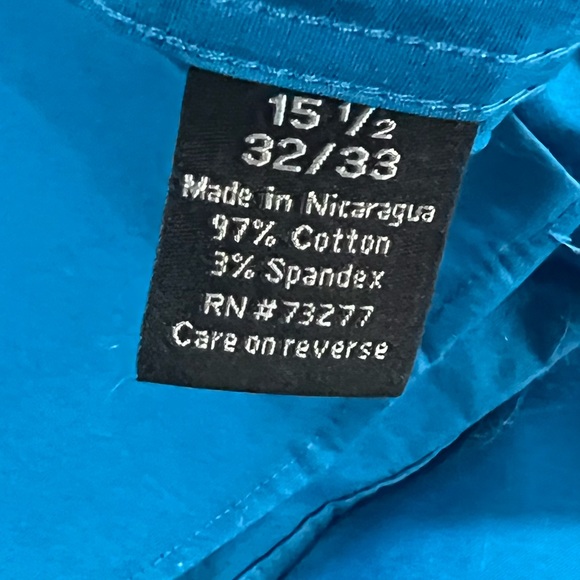 15 1/2
32/33
Made in Nicaragua
97% Cotton
3% Spandex
RN # 73277
Care on reverse